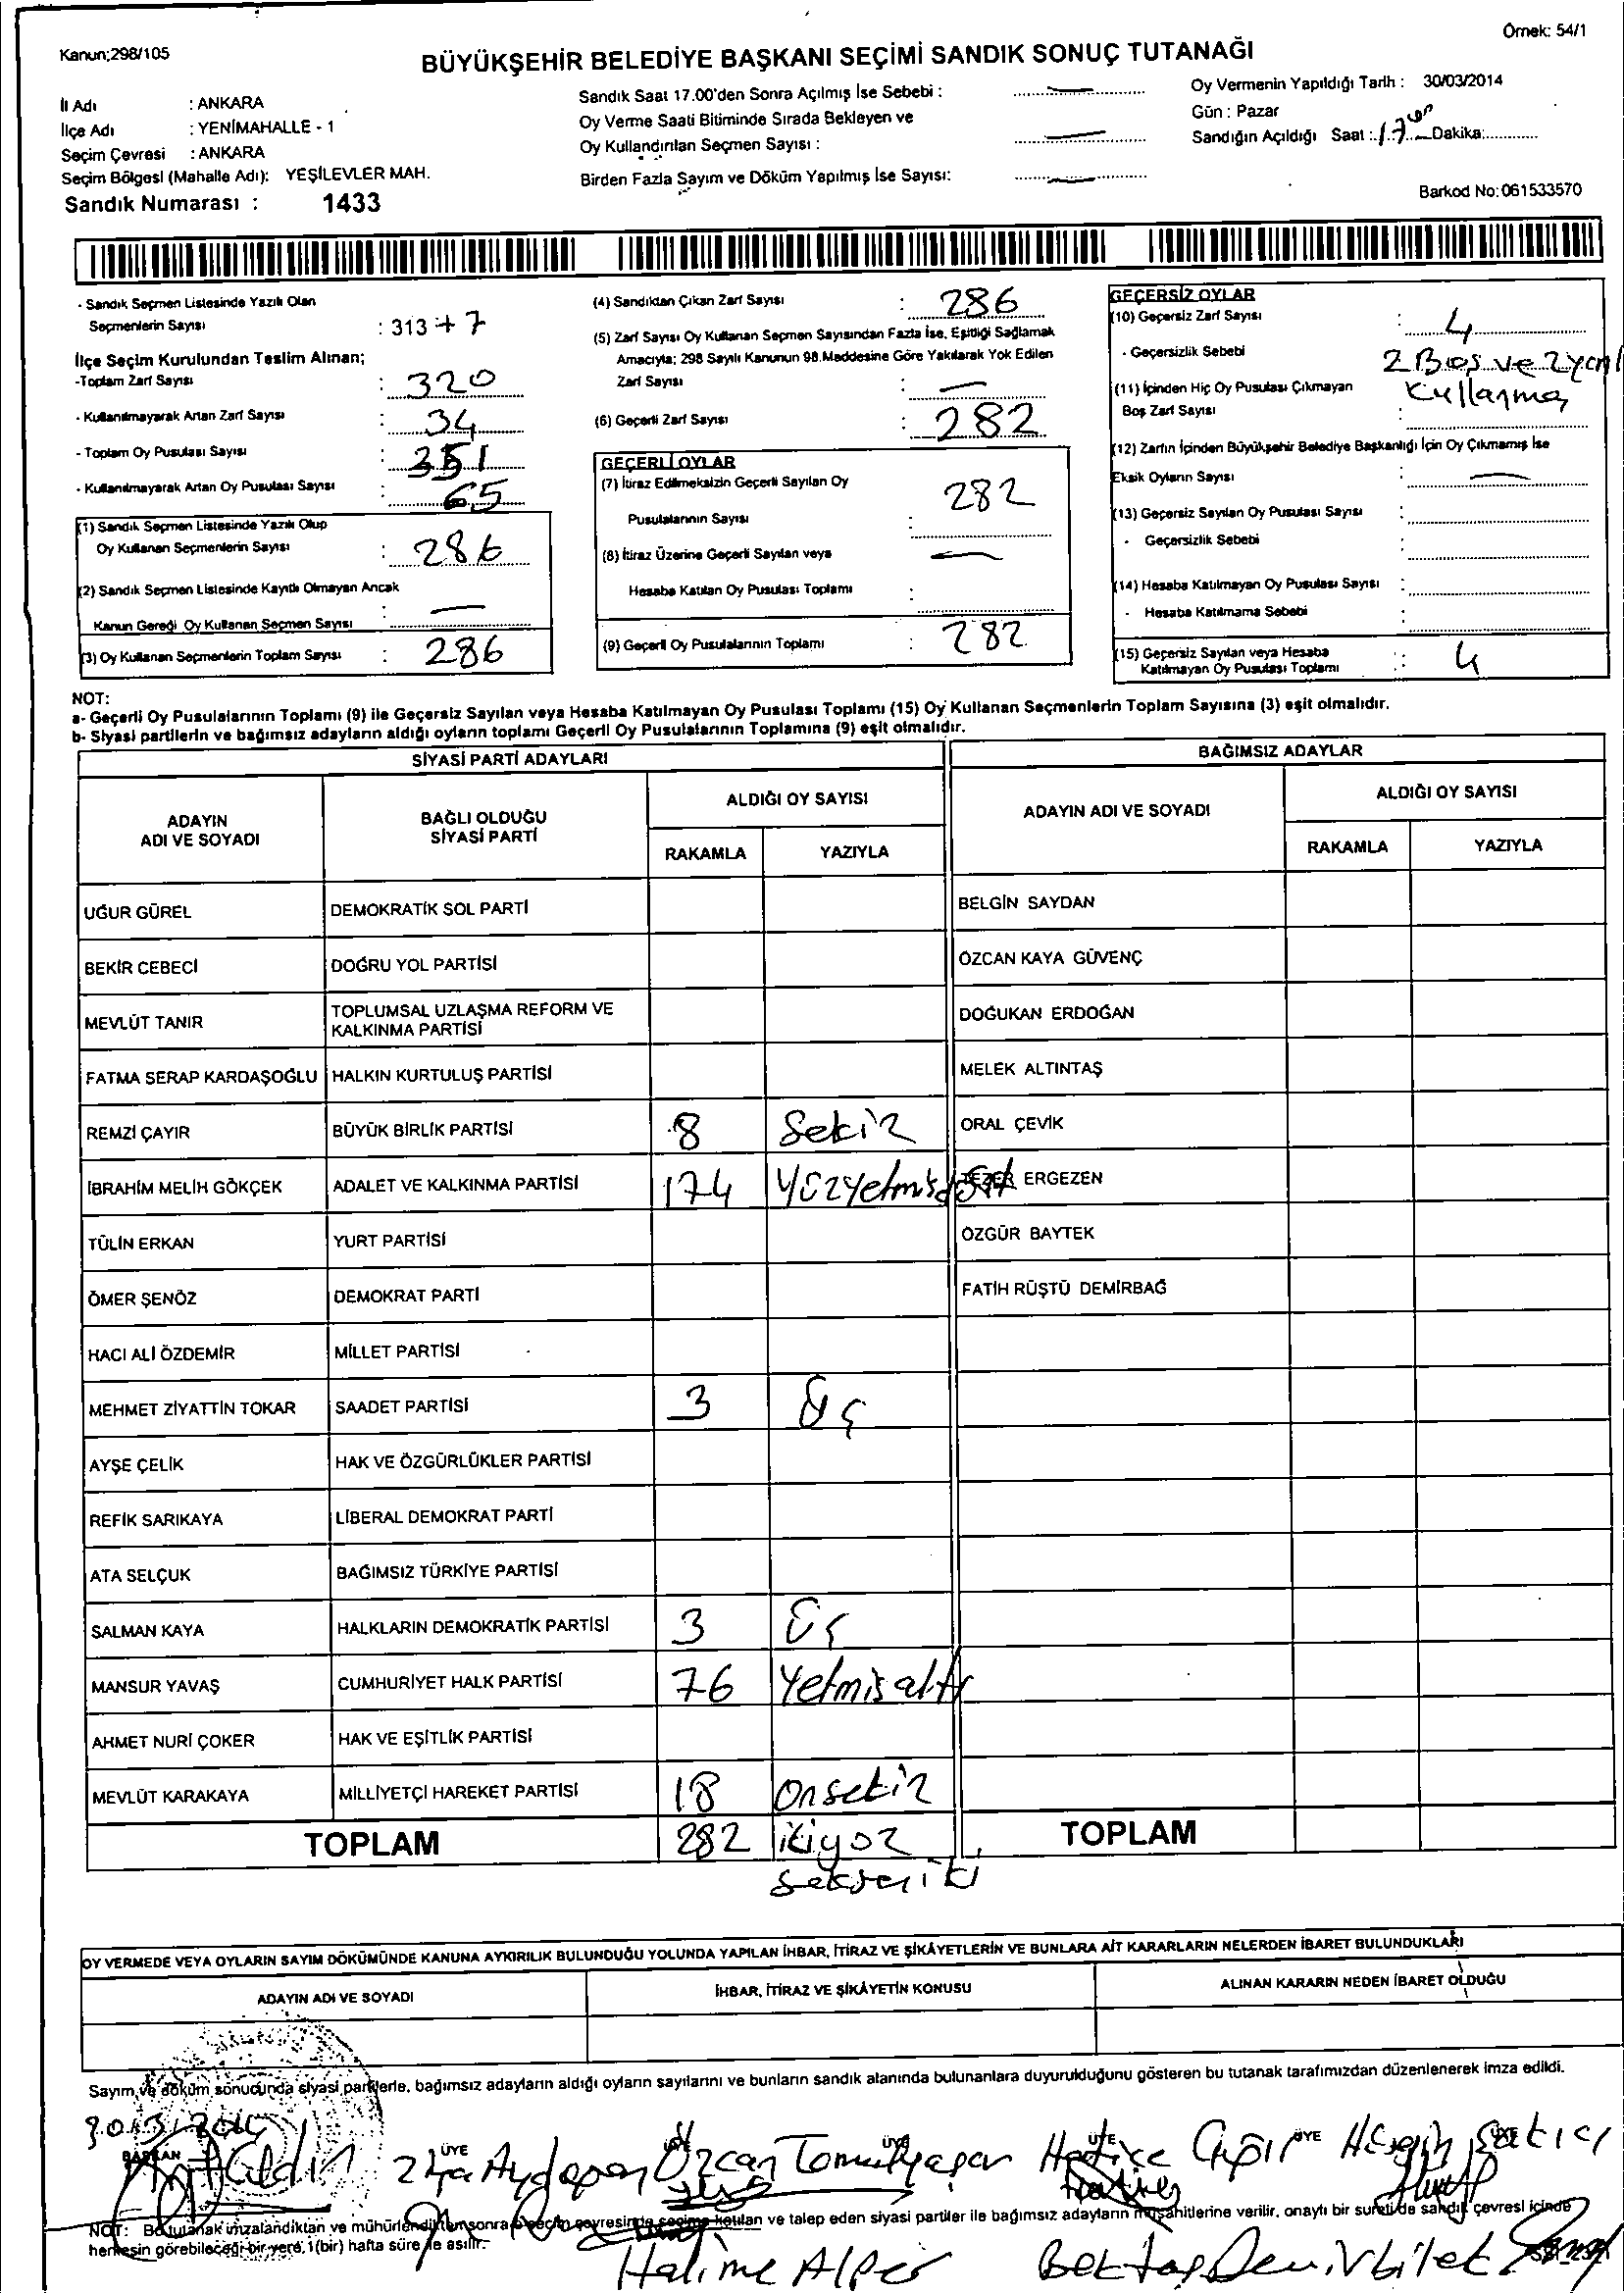 Kanun;298/105
Örnek: 54/1
BÜYÜKŞEHİR BELEDİYE BAŞKANI SEÇİMİ SANDIK SONUÇ TUTANAĞI
İl Adı : ANKARA
İlçe Adı : YENİMAHALLE - 1
Seçim Çevresi : ANKARA
Seçim Bölgesi (Mahalle Adı): YEŞİLEVLER MAH.
Sandık Numarası : 1433
Sandık Saat 17.00'den Sonra Açılmış İse Sebebi :
Oy Verme Saati Bitiminde Sırada Bekleyen ve
Oy Kullandırılan Seçmen Sayısı :
Birden Fazla Sayım ve Döküm Yapılmış İse Sayısı:
Oy Vermenin Yapıldığı Tarih : 30/03/2014
Gün : Pazar
Sandığın Açıldığı Saat : 17 Dakika:
Barkod No: 061533570
- Sandık Seçmen Listesinde Yazılı Olan
Seçmenlerin Sayısı : 313 + 7
İlçe Seçim Kurulundan Teslim Alınan;
-Toplam Zarf Sayısı : 320
- Kullanılmayarak Artan Zarf Sayısı : 34
- Toplam Oy Pusulası Sayısı : 351
- Kullanılmayarak Artan Oy Pusulası Sayısı : 65
(1) Sandık Seçmen Listesinde Yazılı Olup
Oy Kullanan Seçmenlerin Sayısı : 286
(2) Sandık Seçmen Listesinde Kayıtlı Olmayan Ancak
Kanun Gereği Oy Kullanan Seçmen Sayısı : —
(3) Oy Kullanan Seçmenlerin Toplam Sayısı : 286
(4) Sandıktan Çıkan Zarf Sayısı : 286
(5) Zarf Sayısı Oy Kullanan Seçmen Sayısından Fazla İse, Eşitliği Sağlamak
Amacıyla; 298 Sayılı Kanunun 98.Maddesine Göre Yakılarak Yok Edilen
Zarf Sayısı : —
(6) Geçerli Zarf Sayısı : 282
GEÇERLİ OYLAR
(7) İtiraz Edilmeksizin Geçerli Sayılan Oy
Pusulalarının Sayısı : 282
(8) İtiraz Üzerine Geçerli Sayılan veya
Hesaba Katılan Oy Pusulası Toplamı : —
(9) Geçerli Oy Pusulalarının Toplamı : 282
GEÇERSİZ OYLAR
(10) Geçersiz Zarf Sayısı : 4
- Geçersizlik Sebebi 2 Boş ve 2 yanl
kullanma
(11) İçinden Hiç Oy Pusulası Çıkmayan
Boş Zarf Sayısı :
(12) Zarfın İçinden Büyükşehir Belediye Başkanlığı İçin Oy Çıkmamış İse
Eksik Oyların Sayısı : —
(13) Geçersiz Sayılan Oy Pusulası Sayısı :
- Geçersizlik Sebebi :
(14) Hesaba Katılmayan Oy Pusulası Sayısı :
- Hesaba Katılmama Sebebi :
(15) Geçersiz Sayılan veya Hesaba
Katılmayan Oy Pusulası Toplamı : 4
NOT:
a- Geçerli Oy Pusulalarının Toplamı (9) ile Geçersiz Sayılan veya Hesaba Katılmayan Oy Pusulası Toplamı (15) Oy Kullanan Seçmenlerin Toplam Sayısına (3) eşit olmalıdır.
b- Siyasi partilerin ve bağımsız adayların aldığı oyların toplamı Geçerli Oy Pusulalarının Toplamına (9) eşit olmalıdır.
SİYASİ PARTİ ADAYLARI
BAĞIMSIZ ADAYLAR
ADAYIN
ADI VE SOYADI
BAĞLI OLDUĞU
SİYASİ PARTİ
ALDIĞI OY SAYISI
RAKAMLA YAZIYLA
ADAYIN ADI VE SOYADI
ALDIĞI OY SAYISI
RAKAMLA YAZIYLA
UĞUR GÜREL DEMOKRATİK SOL PARTİ BELGİN SAYDAN
BEKİR CEBECİ DOĞRU YOL PARTİSİ ÖZCAN KAYA GÜVENÇ
MEVLÜT TANIR TOPLUMSAL UZLAŞMA REFORM VE
KALKINMA PARTİSİ DOĞUKAN ERDOĞAN
FATMA SERAP KARDAŞOĞLU HALKIN KURTULUŞ PARTİSİ MELEK ALTINTAŞ
REMZİ ÇAYIR BÜYÜK BİRLİK PARTİSİ 8 Sekiz ORAL ÇEVİK
İBRAHİM MELİH GÖKÇEK ADALET VE KALKINMA PARTİSİ 174 yüzyetmişdört ERGEZEN
TÜLİN ERKAN YURT PARTİSİ ÖZGÜR BAYTEK
ÖMER ŞENÖZ DEMOKRAT PARTİ FATİH RÜŞTÜ DEMİRBAĞ
HACI ALİ ÖZDEMİR MİLLET PARTİSİ
MEHMET ZİYATTİN TOKAR SAADET PARTİSİ 3 üç
AYŞE ÇELİK HAK VE ÖZGÜRLÜKLER PARTİSİ
REFİK SARIKAYA LİBERAL DEMOKRAT PARTİ
ATA SELÇUK BAĞIMSIZ TÜRKİYE PARTİSİ
SALMAN KAYA HALKLARIN DEMOKRATİK PARTİSİ 3 üç
MANSUR YAVAŞ CUMHURİYET HALK PARTİSİ 76 Yetmişaltı
AHMET NURİ ÇOKER HAK VE EŞİTLİK PARTİSİ
MEVLÜT KARAKAYA MİLLİYETÇİ HAREKET PARTİSİ 18 onsekiz
TOPLAM 282 ikiyüz
sekseniki
TOPLAM
OY VERMEDE VEYA OYLARIN SAYIM DÖKÜMÜNDE KANUNA AYKIRILIK BULUNDUĞU YOLUNDA YAPILAN İHBAR, İTİRAZ VE ŞİKÂYETLERİN VE BUNLARA AİT KARARLARIN NELERDEN İBARET BULUNDUKLARI
ADAYIN ADI VE SOYADI İHBAR, İTİRAZ VE ŞİKÂYETİN KONUSU ALINAN KARARIN NEDEN İBARET OLDUĞU
Sayım ve döküm sonucunda siyasi partilerle, bağımsız adayların aldığı oyların sayılarını ve bunların sandık alanında bulunanlara duyurulduğunu gösteren bu tutanak tarafımızdan düzenlenerek imza edildi.
BAŞKAN ÜYE ÜYE ÜYE ÜYE
Özcan Hatice
NOT: Bu tutanak imzalandıktan ve mühürlendikten sonra o seçim çevresinde seçime katılan ve talep eden siyasi partiler ile bağımsız adayların müşahitlerine verilir, onaylı bir sureti de sandık çevresi içinde
herkesin görebileceği bir yere, 1(bir) hafta süre ile asılır.
Halime Alper Bektaş